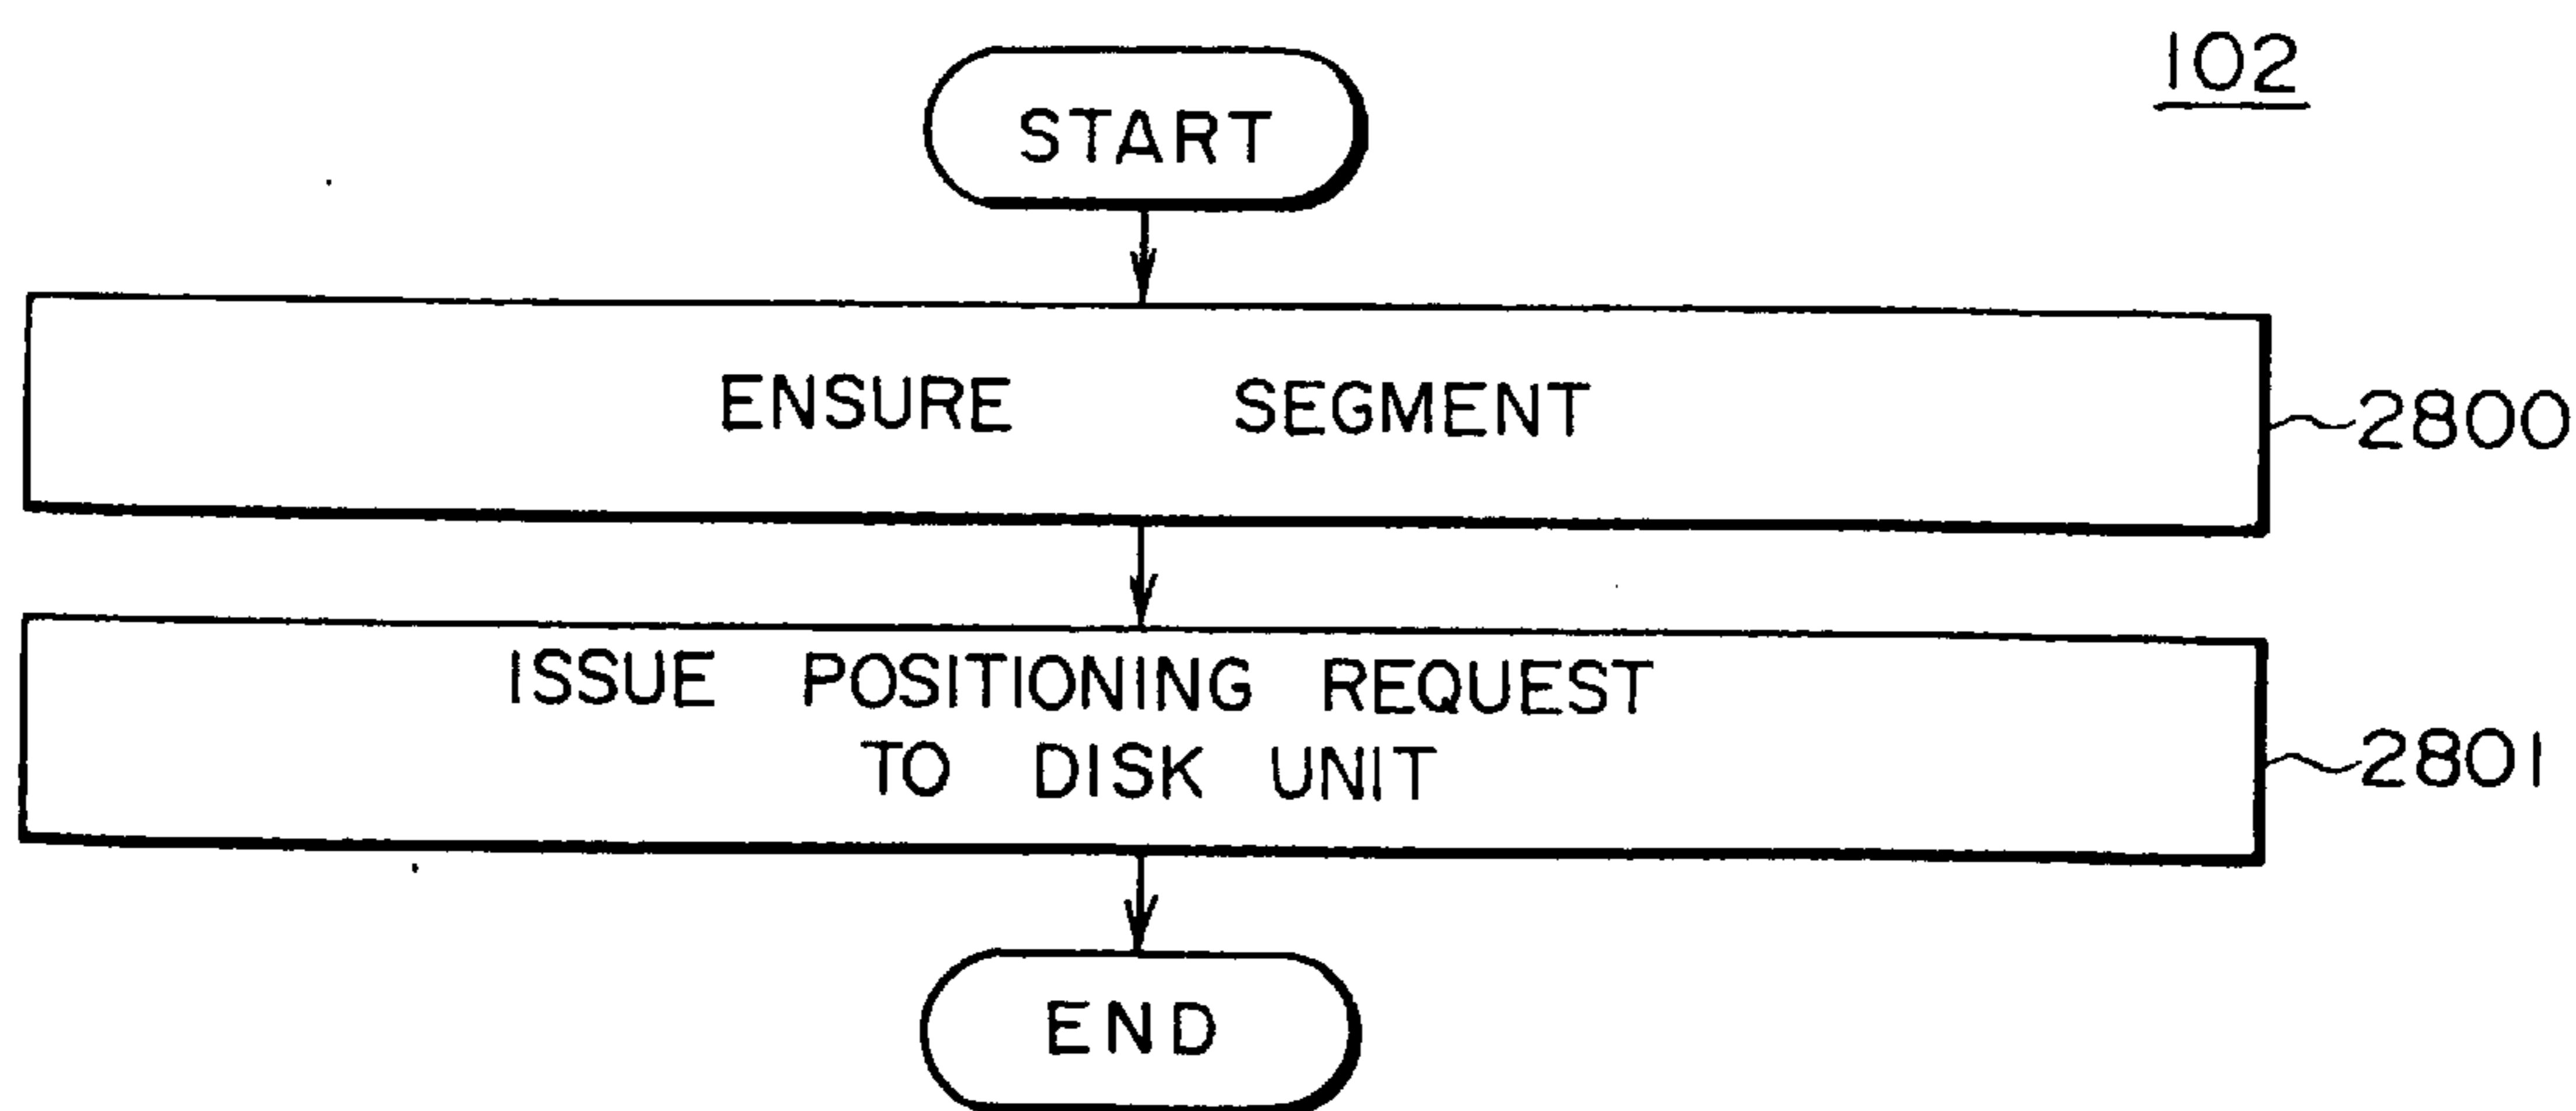 102
START
ENSURE SEGMENT
2800
ISSUE POSITIONING REQUEST
TO DISK UNIT
2801
END